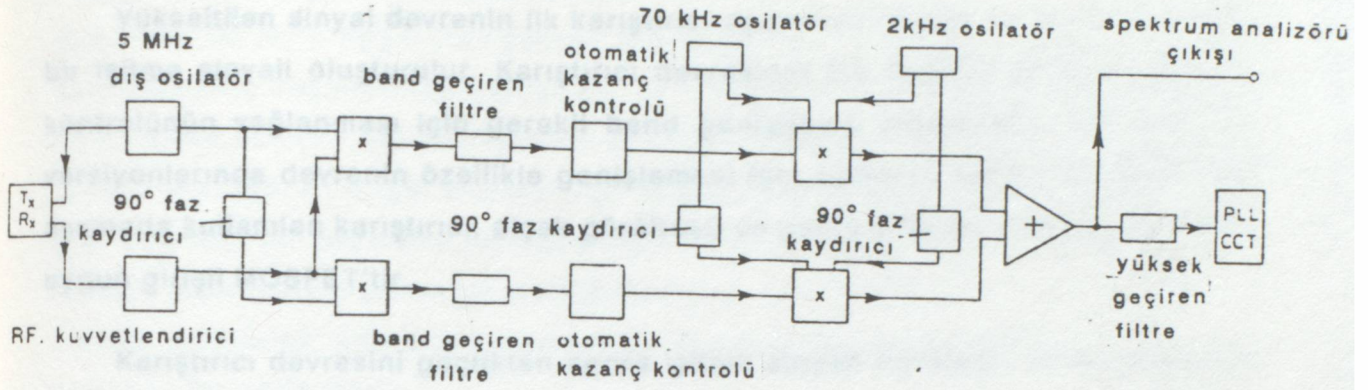 70 kHz osilatör
2kHz osilatör
spektrum analizörü
çıkışı
5 MHz
dış osilatör
otomatik
kazanç
kontrolü
band geçiren
filtre
x
x
Tx
Rx
90° faz
kaydırıcı
90° faz kaydırıcı
90° faz
kaydırıcı
+
PLL
CCT
x
x
yüksek
geçiren
filtre
RF. kuvvetlendirici
band geçiren
filtre
otomatik
kazanç kontrolü